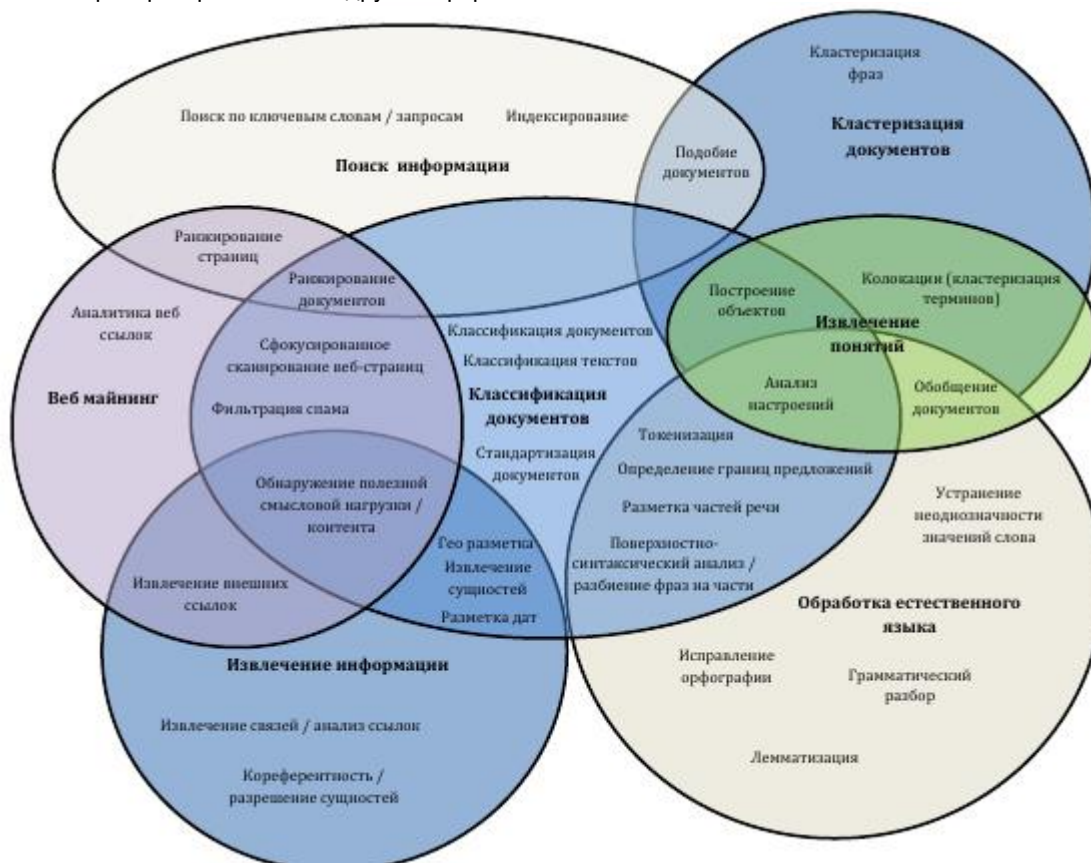 Кластеризация
фраз
Поиск по ключевым словам / запросам
Индексирование
Кластеризация
документов
Поиск информации
Подобие
документов
Ранжирование
страниц
Ранжирование
документов
Колокации (кластеризация
терминов)
Построение
объектов
Аналитика веб
ссылок
Извлечение
понятий
Классификация документов
Сфокусированное
сканирование веб-страниц
Классификация текстов
Веб майнинг
Классификация
документов
Анализ
настроений
Обобщение
документов
Фильтрация спама
Токенизация
Стандартизация
документов
Определение границ предложений
Обнаружение полезной
смысловой нагрузки /
контента
Разметка частей речи
Устранение
неоднозначности
значений слова
Гео разметка
Извлечение
сущностей
Разметка дат
Поверхностно-
синтаксический анализ /
разбиение фраз на части
Извлечение внешних
ссылок
Обработка естественного
языка
Извлечение информации
Исправление
орфографии
Грамматический
разбор
Извлечение связей / анализ ссылок
Лемматизация
Кореферентность /
разрешение сущностей